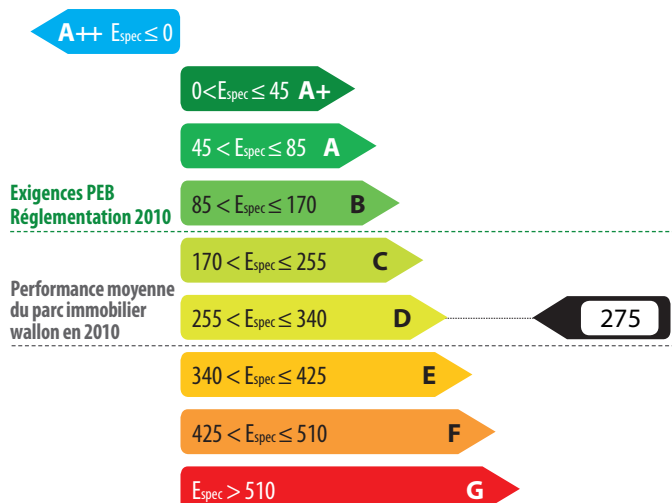 A++ Espec ≤ 0
0<Espec ≤ 45 A+
45 < Espec ≤ 85 A
Exigences PEB
Réglementation 2010
85 < Espec ≤ 170 B
170 < Espec ≤ 255 C
Performance moyenne
du parc immobilier
wallon en 2010
255 < Espec ≤ 340 D
275
340 < Espec ≤ 425 E
425 < Espec ≤ 510 F
Espec > 510 G